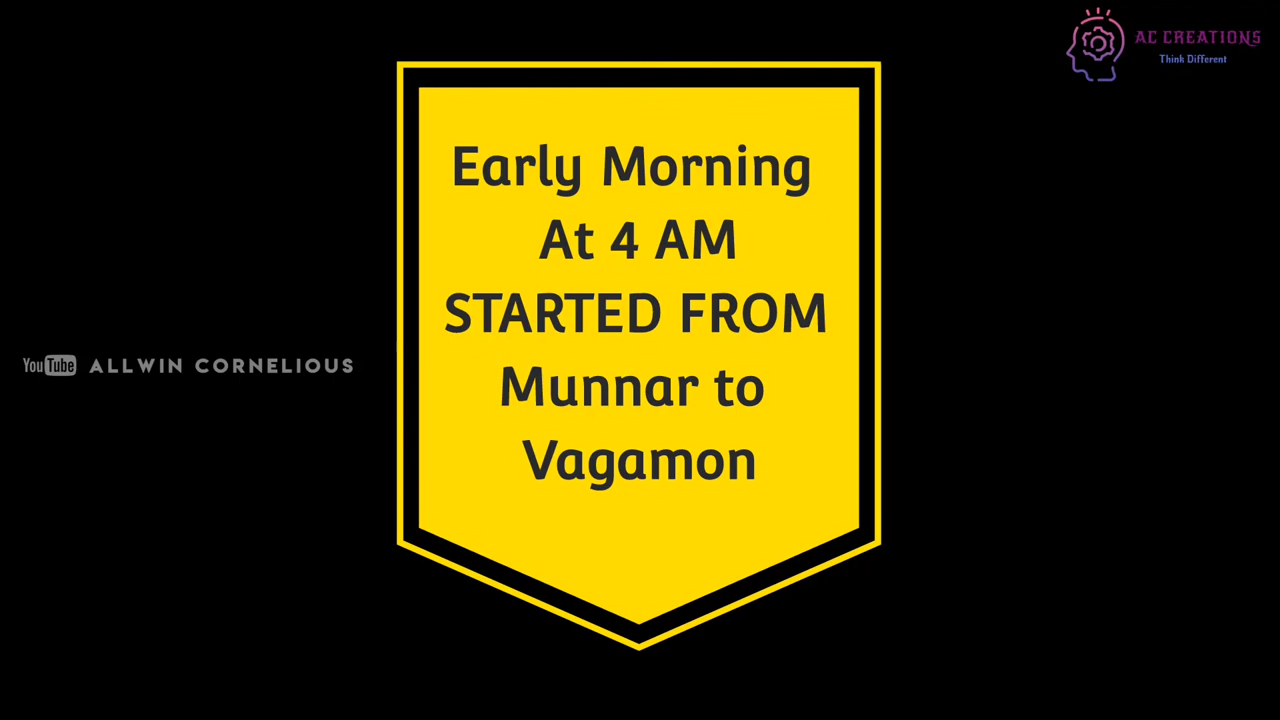 AC CREATIONS
Think Different
Early Morning
At 4 AM
STARTED FROM
Munnar to
Vagamon
YouTube ALLWIN CORNELIOUS